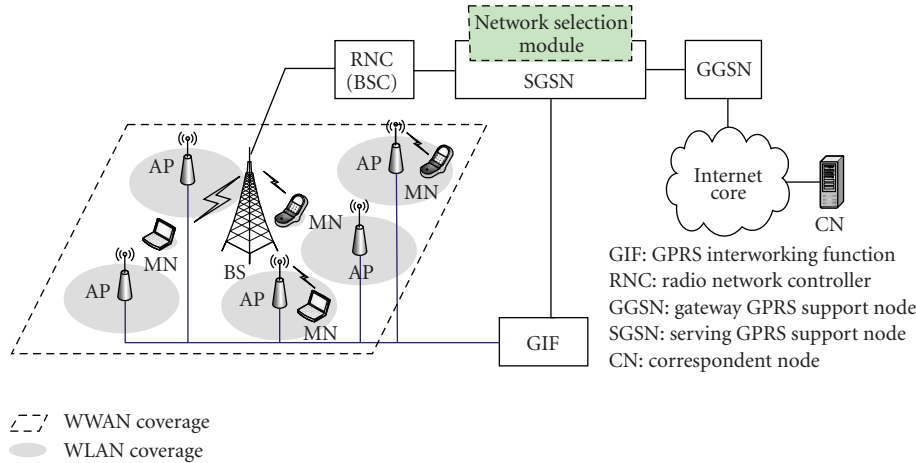 Network selection
module
RNC
(BSC)
SGSN
GGSN
AP
AP
MN
Internet
core
MN
AP
CN
MN
BS
AP
AP
MN
GIF
GIF: GPRS interworking function
RNC: radio network controller
GGSN: gateway GPRS support node
SGSN: serving GPRS support node
CN: correspondent node
WWAN coverage
WLAN coverage